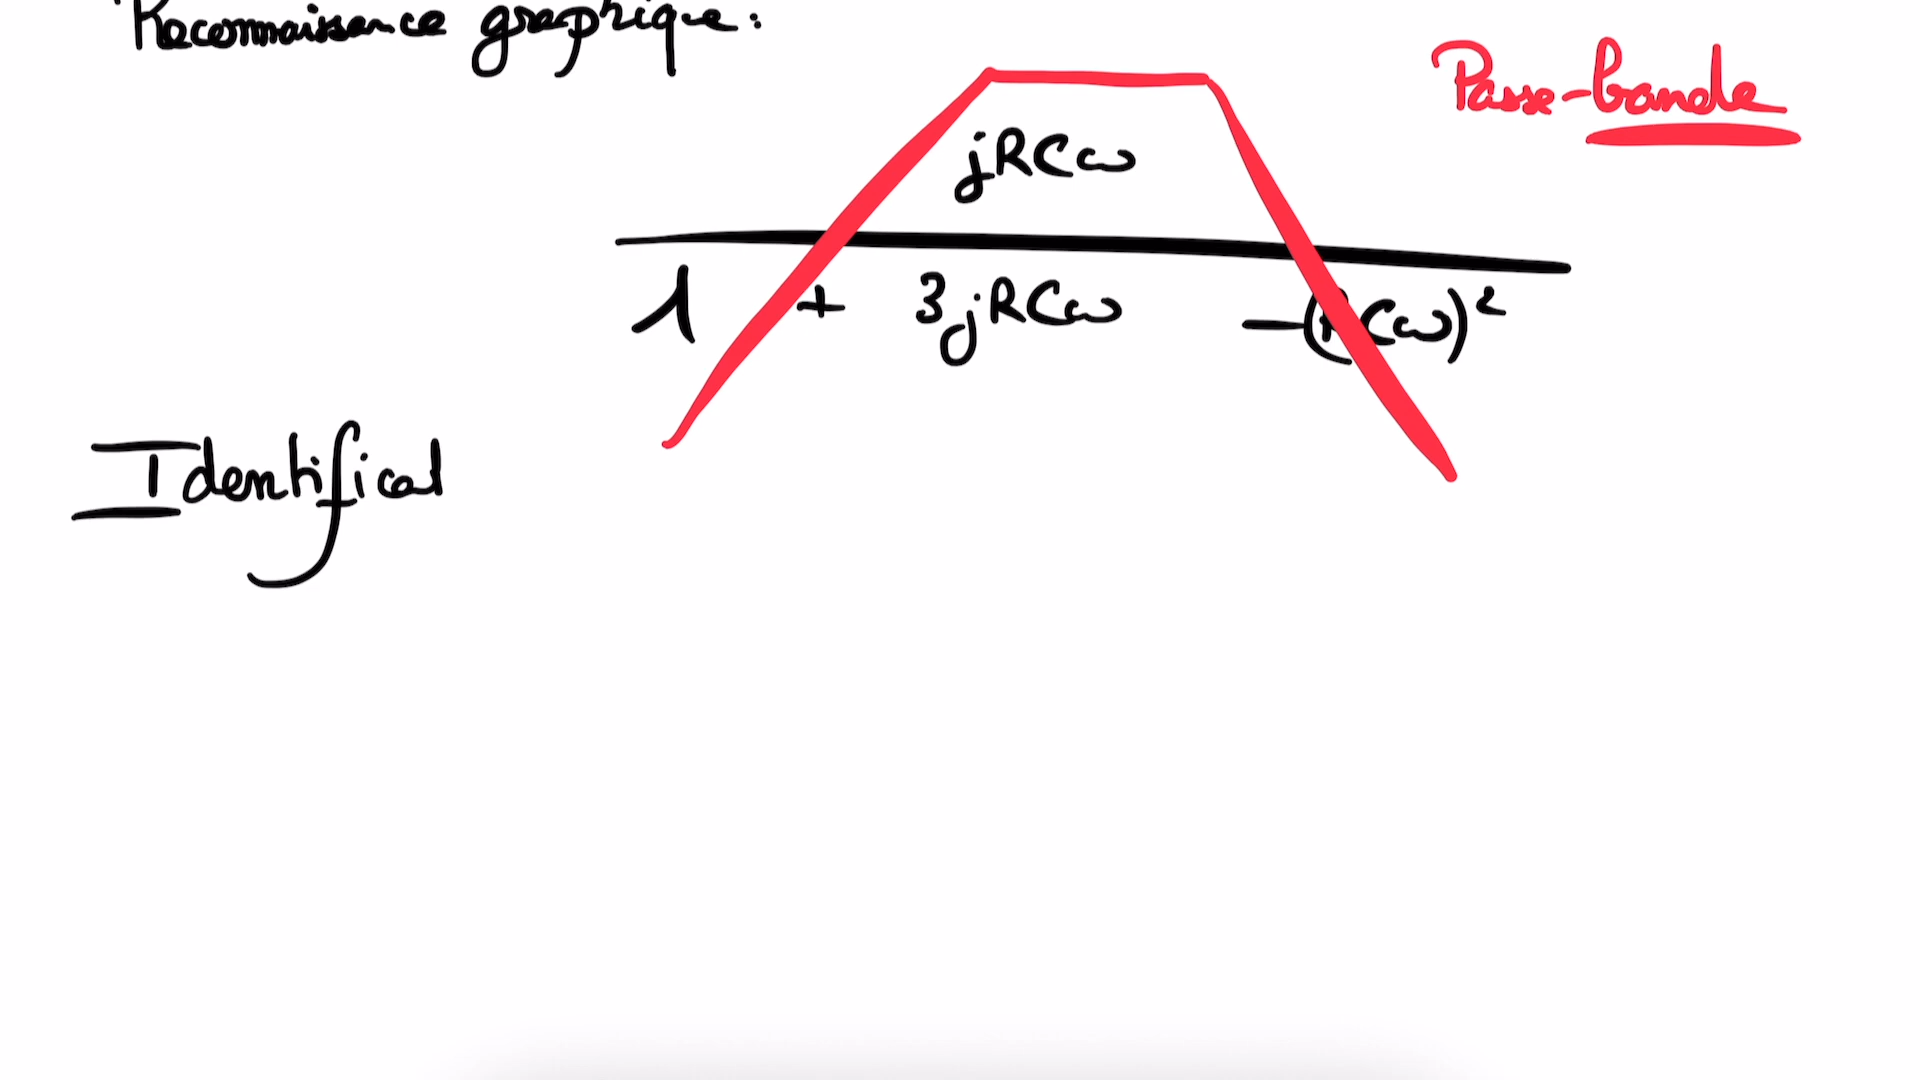 Reconnaissance graphique :
Passe-bande
jRCω
1 + 3jRCω -(RCω)²
Identificat